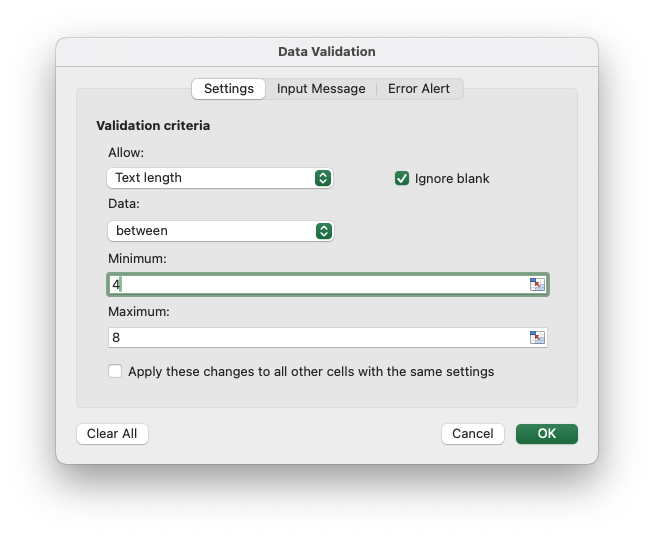 Data Validation
Settings Input Message Error Alert
Validation criteria
Allow:
Text length Ignore blank
Data:
between
Minimum:
4
Maximum:
8
Apply these changes to all other cells with the same settings
Clear All Cancel OK